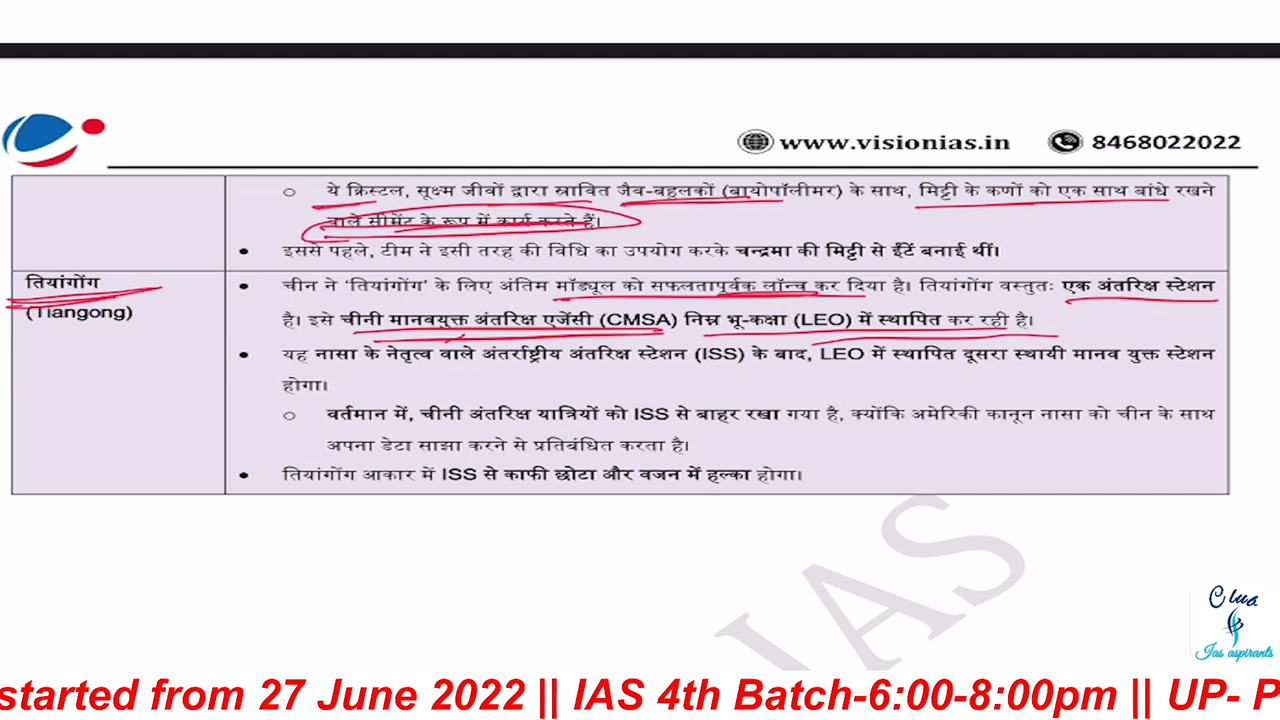 www.visionias.in 8468022022
○ ये क्रिस्टल, सूक्ष्म जीवों द्वारा स्रावित जैव-बहुलकों (बायोपॉलीमर) के साथ, मिट्टी के कणों को एक साथ बांधे रखने
वाले सीमेंट के रूप में कार्य करते हैं।
● इससे पहले, टीम ने इसी तरह की विधि का उपयोग करके चन्द्रमा की मिट्टी से ईंटें बनाई थीं।
तियांगोंग
(Tiangong)
● चीन ने 'तियांगोंग' के लिए अंतिम मॉड्यूल को सफलतापूर्वक लॉन्च कर दिया है। तियांगोंग वस्तुतः एक अंतरिक्ष स्टेशन
है। इसे चीनी मानवयुक्त अंतरिक्ष एजेंसी (CMSA) निम्न भू-कक्षा (LEO) में स्थापित कर रही है।
● यह नासा के नेतृत्व वाले अंतर्राष्ट्रीय अंतरिक्ष स्टेशन (ISS) के बाद, LEO में स्थापित दूसरा स्थायी मानव युक्त स्टेशन
होगा।
○ वर्तमान में, चीनी अंतरिक्ष यात्रियों को ISS से बाहर रखा गया है, क्योंकि अमेरिकी कानून नासा को चीन के साथ
अपना डेटा साझा करने से प्रतिबंधित करता है।
● तियांगोंग आकार में ISS से काफी छोटा और वजन में हल्का होगा।
IAS
Clue
Ias aspirants
started from 27 June 2022 || IAS 4th Batch-6:00-8:00pm || UP- P